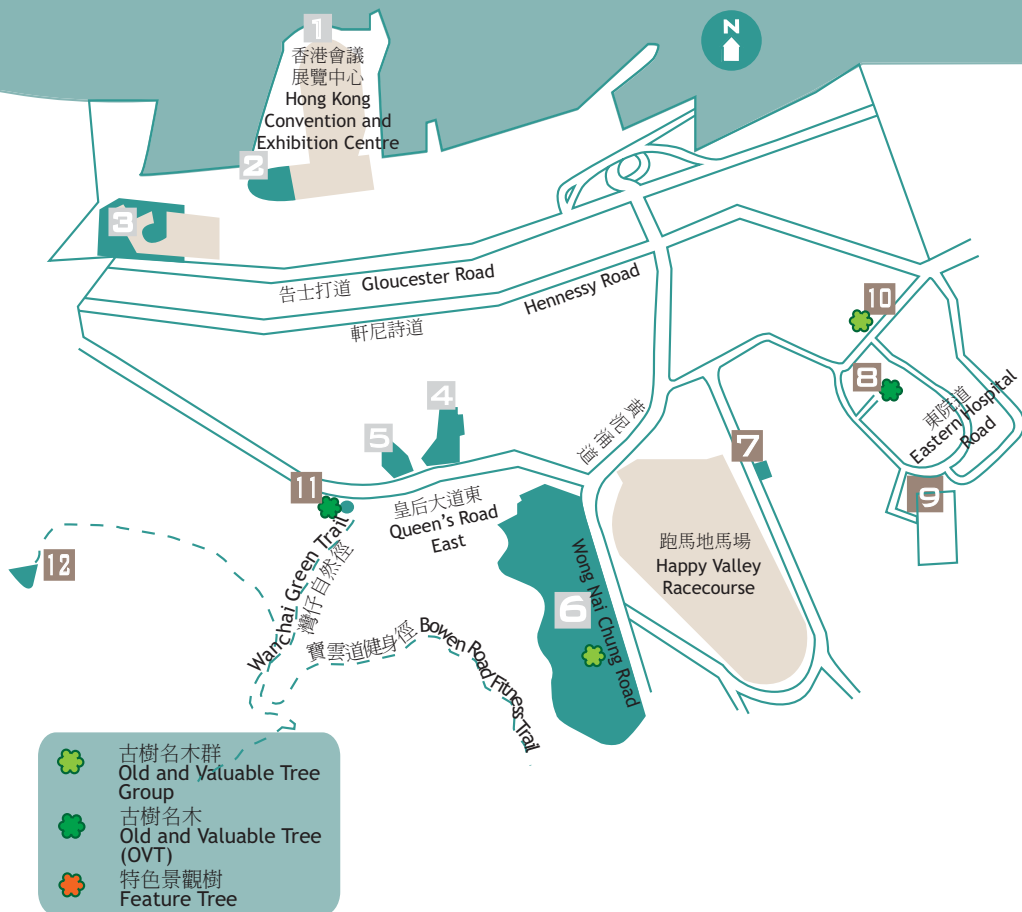 1
香港會議
展覽中心
Hong Kong
Convention and
Exhibition Centre
N
2
3
告士打道 Gloucester Road
Hennessy Road
軒尼詩道
10
8
東院道
Eastern Hospital
Road
4
5
黃泥涌道
7
11
皇后大道東
Queen's Road
East
9
跑馬地馬場
Happy Valley
Racecourse
12
Wanchai Green Trail
灣仔自然徑
6
Wong Nai Chung Road
寶雲道健身徑 Bowen Road Fitness Trail
古樹名木群
Old and Valuable Tree
Group
古樹名木
Old and Valuable Tree
(OVT)
特色景觀樹
Feature Tree